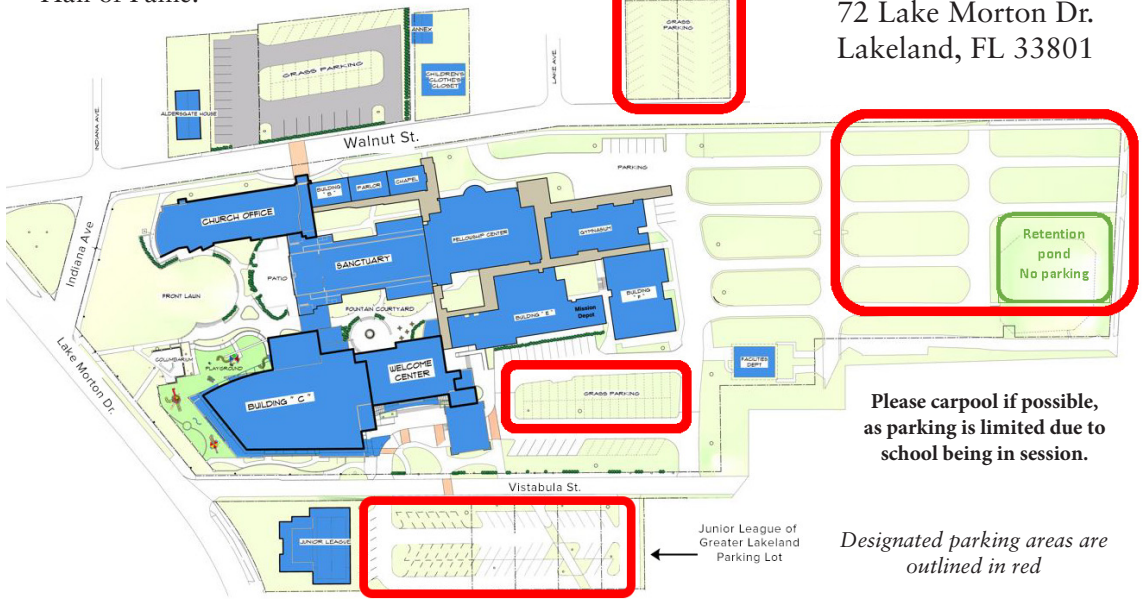 Hall of Fame.
72 Lake Morton Dr.
Lakeland, FL 33801
GRASS
PARKING
ANNEX
GRASS PARKING
CHILDREN'S
CLOTHES
CLOSET
LAKE AVE.
INDIANA AVE.
ALDERSGATE HOUSE
Walnut St.
PARKING
BUILDING
"B"
PARLOR
CHAPEL
CHURCH OFFICE
FELLOWSHIP CENTER
GYMNASIUM
Retention
pond
No parking
Indiana Ave
SANCTUARY
PATIO
FRONT LAWN
FOUNTAIN COURTYARD
BUILDING "E"
Mission
Depot
BUILDING
"F"
Lake Morton Dr.
COLUMBARIUM
PLAYGROUND
WELCOME
CENTER
FACILITIES
DEPT
BUILDING "C"
GRASS PARKING
Please carpool if possible,
as parking is limited due to
school being in session.
Vistabula St.
JUNIOR LEAGUE
Junior League of
Greater Lakeland
Parking Lot
Designated parking areas are
outlined in red